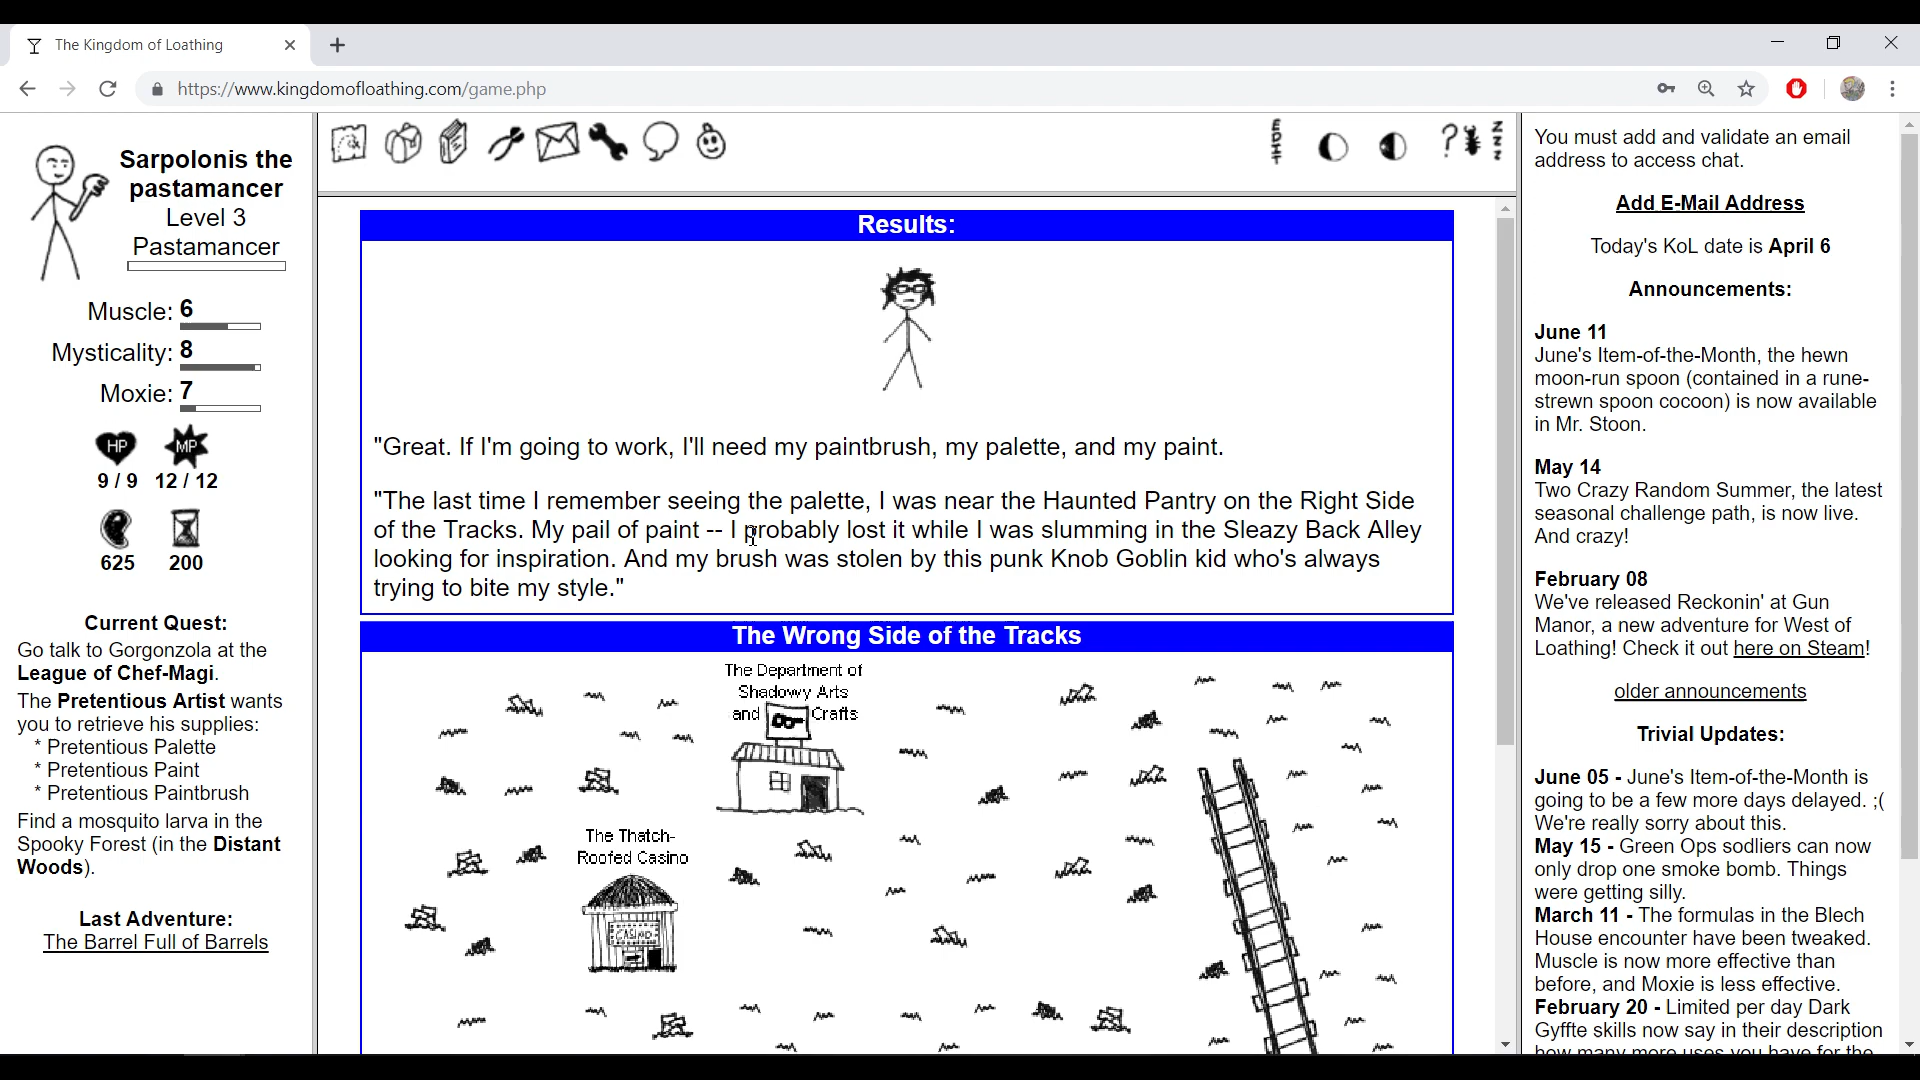 The Kingdom of Loathing
https://www.kingdomofloathing.com/game.php
Sarpolonis the
pastamancer
Level 3
Pastamancer
Muscle: 6
Mysticality: 8
Moxie: 7
HP MP
9 / 9 12 / 12
625 200
Current Quest:
Go talk to Gorgonzola at the
League of Chef-Magi.
The Pretentious Artist wants
you to retrieve his supplies:
* Pretentious Palette
* Pretentious Paint
* Pretentious Paintbrush
Find a mosquito larva in the
Spooky Forest (in the Distant
Woods).
Last Adventure:
The Barrel Full of Barrels
EDIT
?
ZZZ
Results:
"Great. If I'm going to work, I'll need my paintbrush, my palette, and my paint.
"The last time I remember seeing the palette, I was near the Haunted Pantry on the Right Side
of the Tracks. My pail of paint -- I probably lost it while I was slumming in the Sleazy Back Alley
looking for inspiration. And my brush was stolen by this punk Knob Goblin kid who's always
trying to bite my style."
The Wrong Side of the Tracks
The Department of
Shadowy Arts
and Crafts
The Thatch-
Roofed Casino
CASINO
You must add and validate an email
address to access chat.
Add E-Mail Address
Today's KoL date is April 6
Announcements:
June 11
June's Item-of-the-Month, the hewn
moon-run spoon (contained in a rune-
strewn spoon cocoon) is now available
in Mr. Stoon.
May 14
Two Crazy Random Summer, the latest
seasonal challenge path, is now live.
And crazy!
February 08
We've released Reckonin' at Gun
Manor, a new adventure for West of
Loathing! Check it out here on Steam!
older announcements
Trivial Updates:
June 05 - June's Item-of-the-Month is
going to be a few more days delayed. ;(
We're really sorry about this.
May 15 - Green Ops sodliers can now
only drop one smoke bomb. Things
were getting silly.
March 11 - The formulas in the Blech
House encounter have been tweaked.
Muscle is now more effective than
before, and Moxie is less effective.
February 20 - Limited per day Dark
Gyffte skills now say in their description
how many more uses you have for the